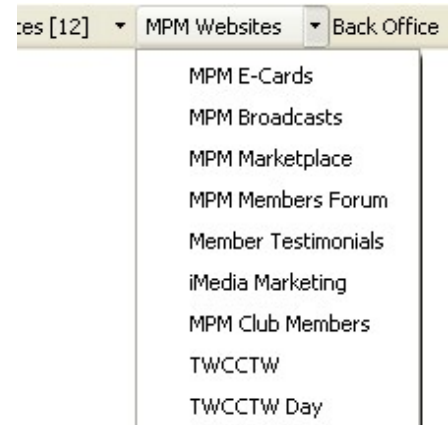 ces [12] MPM Websites Back Office
MPM E-Cards
MPM Broadcasts
MPM Marketplace
MPM Members Forum
Member Testimonials
iMedia Marketing
MPM Club Members
TWCCTW
TWCCTW Day